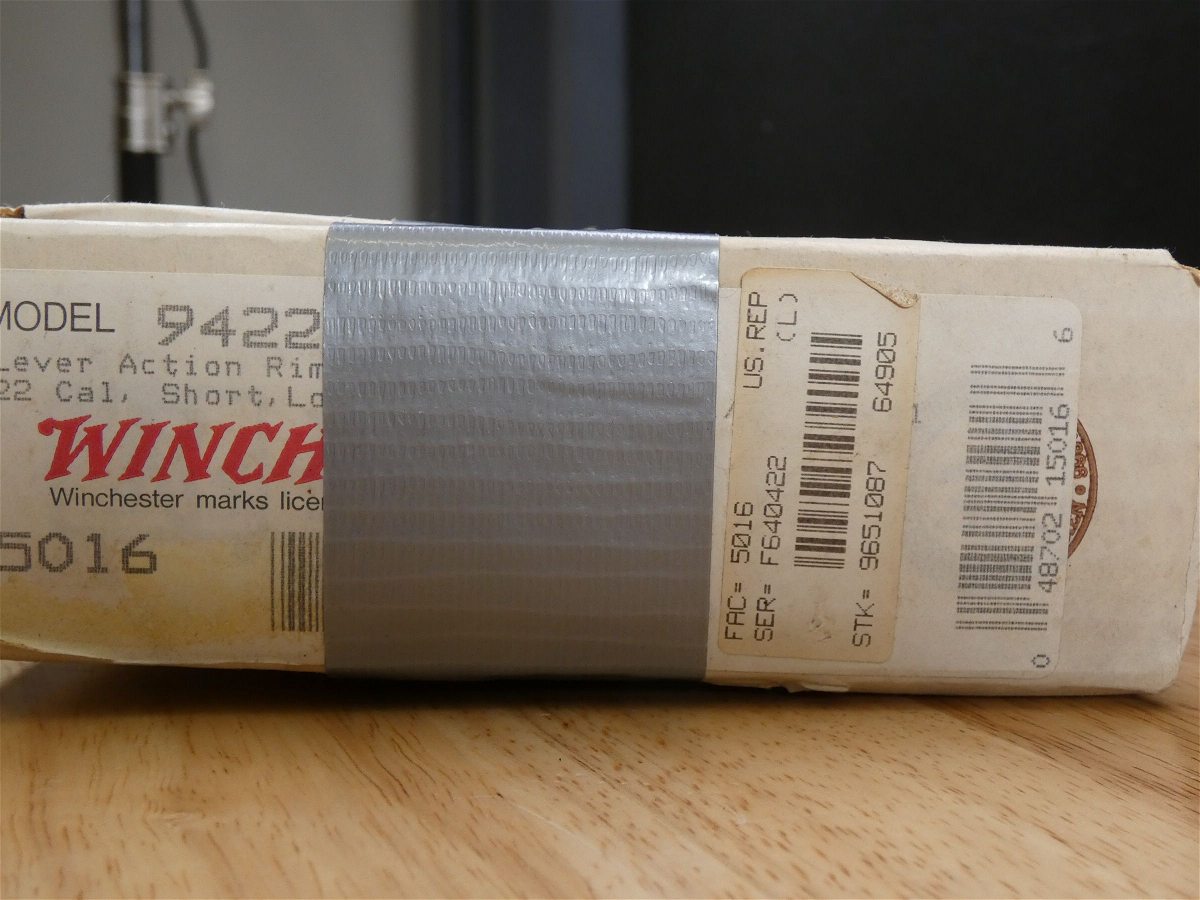 MODEL 9422
Lever Action Rim
22 Cal, Short, Lo
WINCH
Winchester marks licen
5016
US.REP
(L)
FAC= 5016
SER= F640422
STK= 9651087 64905
0 48702 15016 6